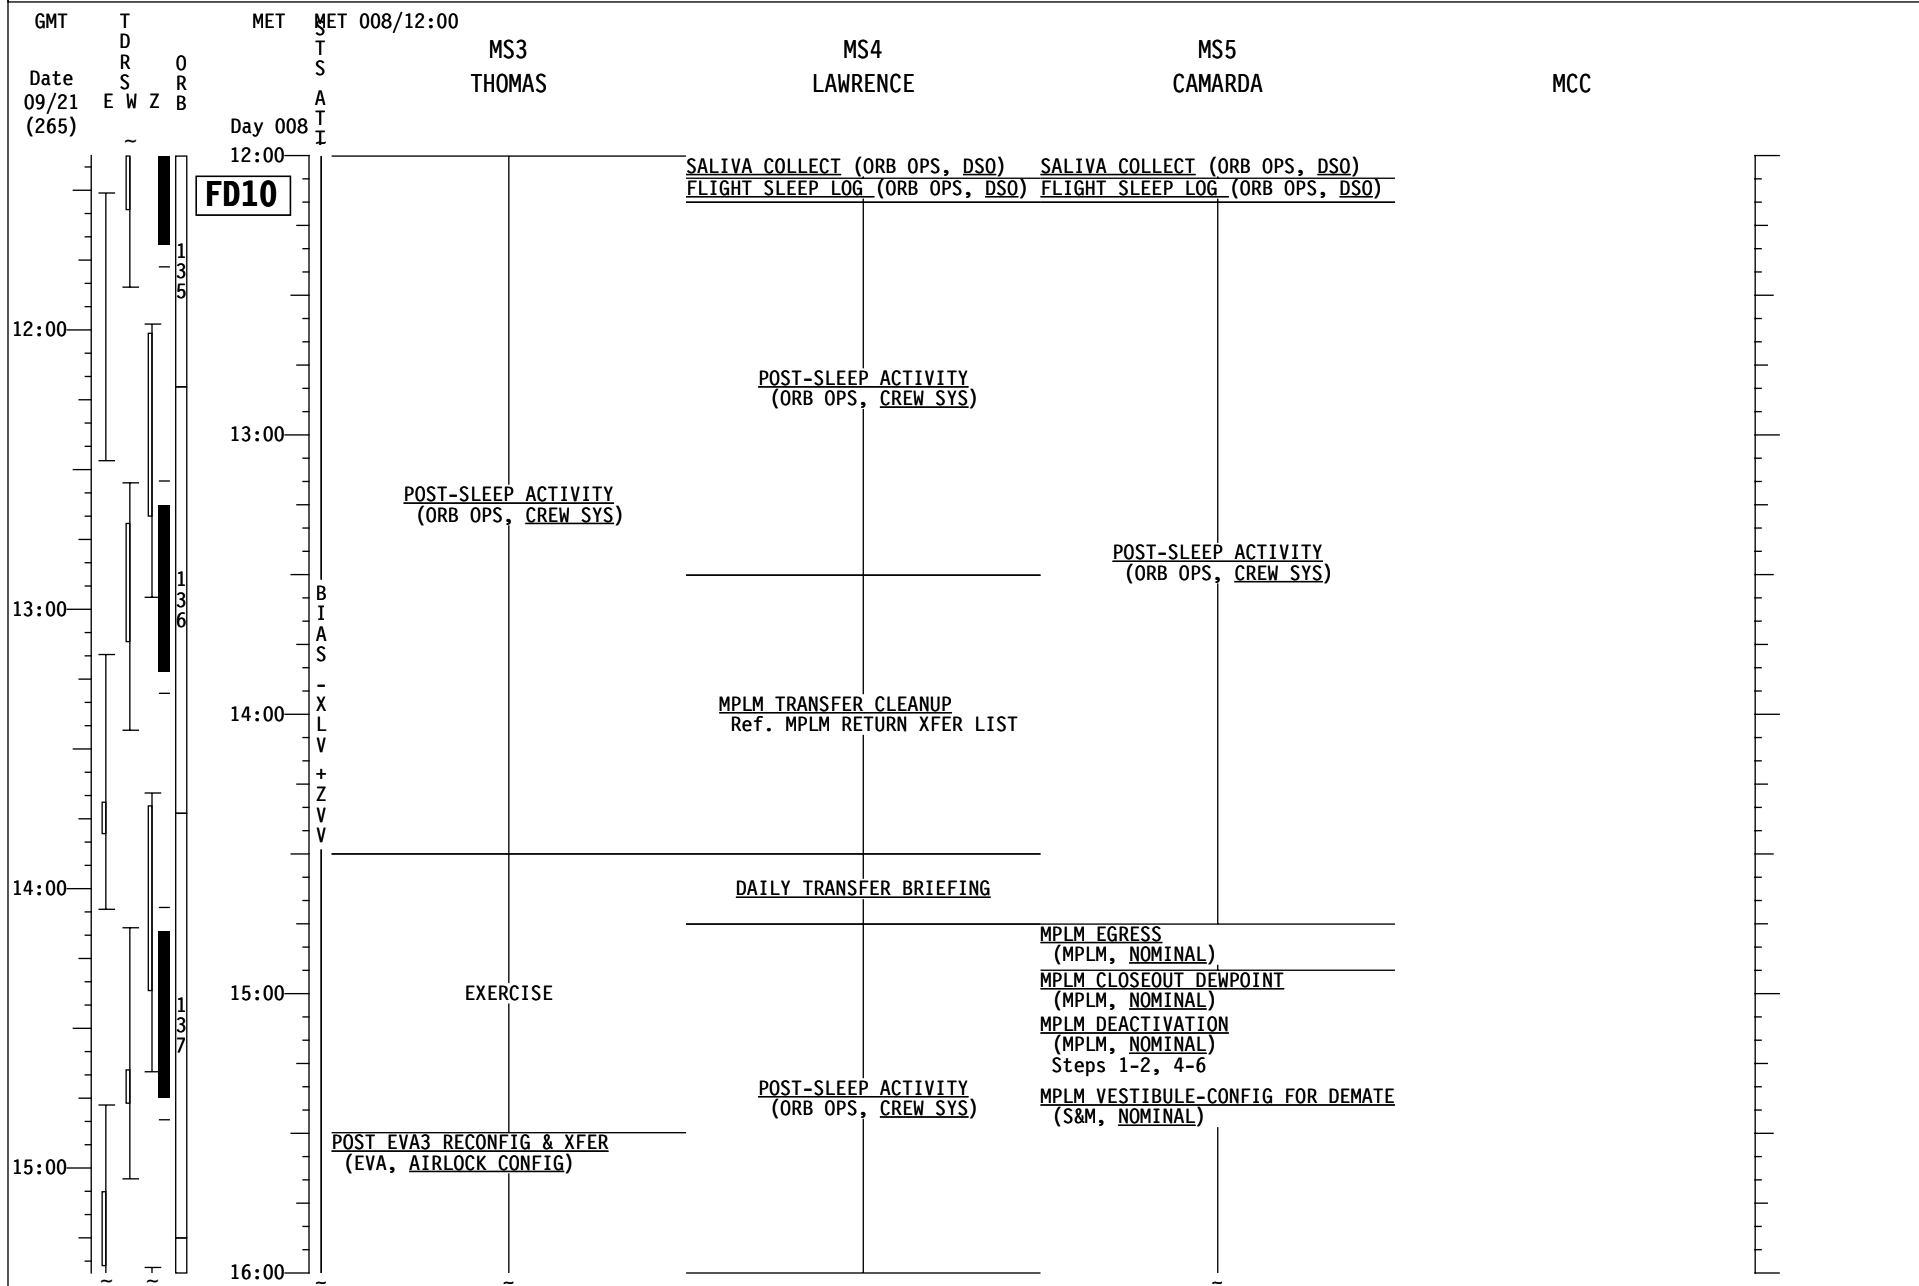 GMT
TDRS
MET
MET 008/12:00
STS ATT
ORB
Date
09/21
(265)
E W Z
Day 008
MS3
THOMAS
MS4
LAWRENCE
MS5
CAMARDA
MCC
12:00
FD10
SALIVA COLLECT (ORB OPS, DSO)
SALIVA COLLECT (ORB OPS, DSO)
FLIGHT SLEEP LOG (ORB OPS, DSO)
FLIGHT SLEEP LOG (ORB OPS, DSO)
135
12:00
POST-SLEEP ACTIVITY
(ORB OPS, CREW SYS)
13:00
POST-SLEEP ACTIVITY
(ORB OPS, CREW SYS)
POST-SLEEP ACTIVITY
(ORB OPS, CREW SYS)
136
13:00
BIAS -XLV +ZVV
MPLM TRANSFER CLEANUP
Ref. MPLM RETURN XFER LIST
14:00
14:00
DAILY TRANSFER BRIEFING
MPLM EGRESS
(MPLM, NOMINAL)
15:00
EXERCISE
MPLM CLOSEOUT DEWPOINT
(MPLM, NOMINAL)
MPLM DEACTIVATION
(MPLM, NOMINAL)
Steps 1-2, 4-6
137
POST-SLEEP ACTIVITY
(ORB OPS, CREW SYS)
MPLM VESTIBULE-CONFIG FOR DEMATE
(S&M, NOMINAL)
POST EVA3 RECONFIG & XFER
(EVA, AIRLOCK CONFIG)
15:00
16:00